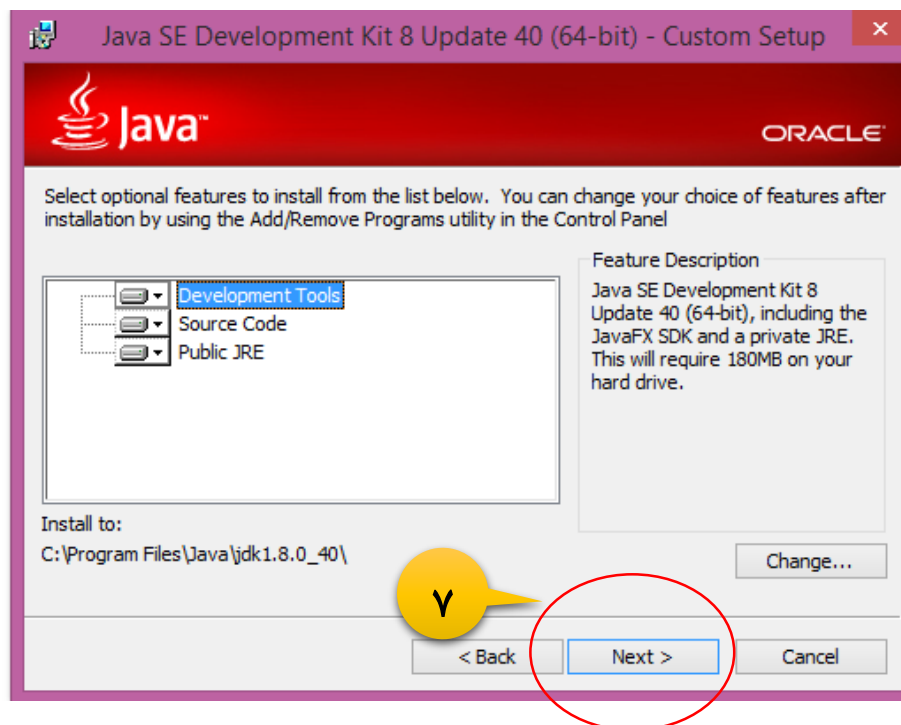 Java SE Development Kit 8 Update 40 (64-bit) - Custom Setup
Java™
ORACLE
Select optional features to install from the list below. You can change your choice of features after
installation by using the Add/Remove Programs utility in the Control Panel
Development Tools
Source Code
Public JRE
Feature Description
Java SE Development Kit 8
Update 40 (64-bit), including the
JavaFX SDK and a private JRE.
This will require 180MB on your
hard drive.
Install to:
C:\Program Files\Java\jdk1.8.0_40\
Change...
٧
< Back
Next >
Cancel